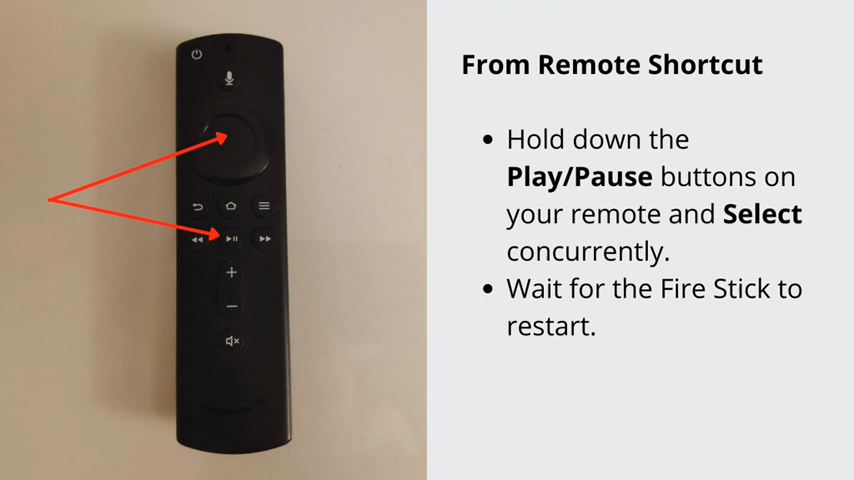 From Remote Shortcut
• Hold down the
Play/Pause buttons on
your remote and Select
concurrently.
• Wait for the Fire Stick to
restart.